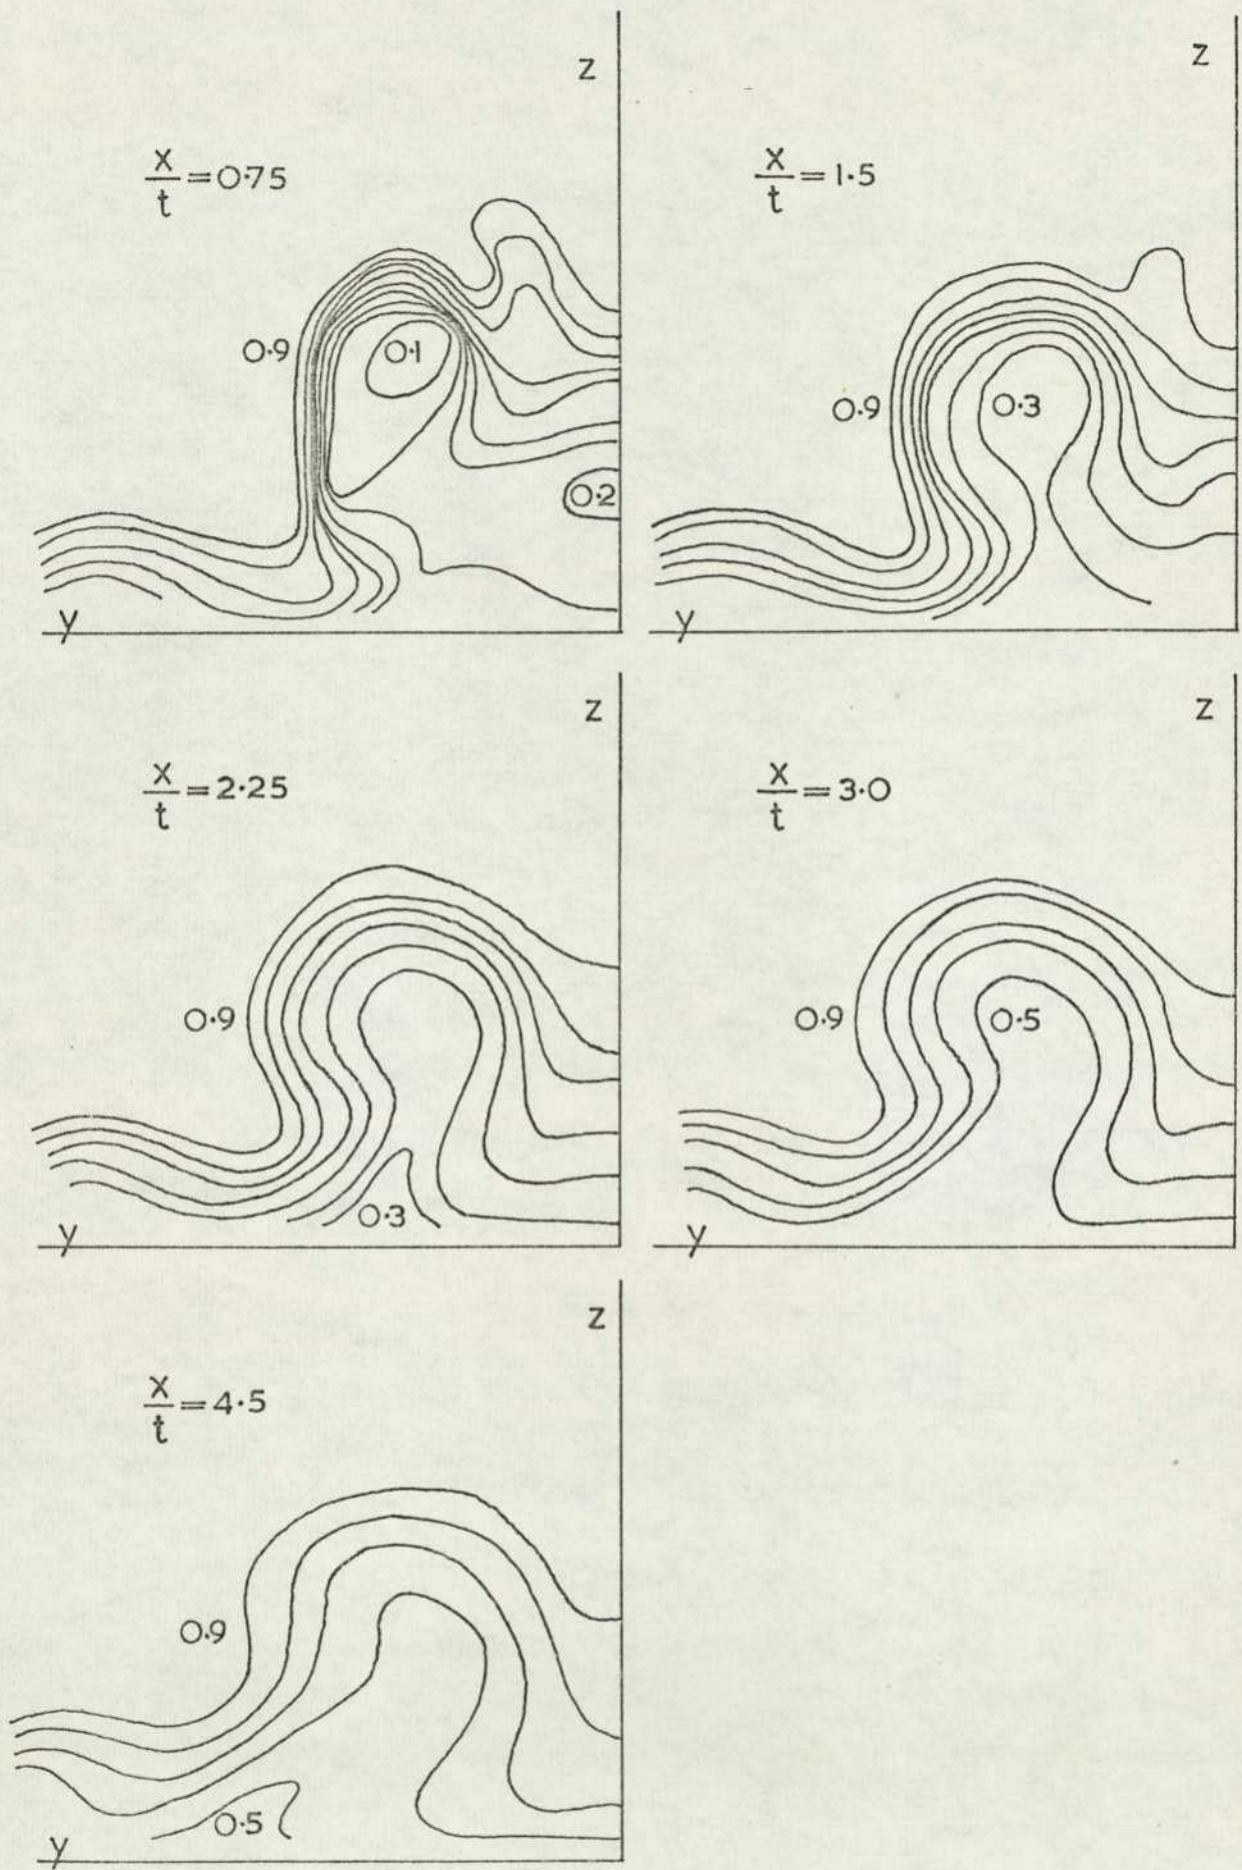 z
x/t = 0.75
0.9
0.1
0.2
y
z
x/t = 1.5
0.9
0.3
y
z
x/t = 2.25
0.9
0.3
y
z
x/t = 3.0
0.9
0.5
y
z
x/t = 4.5
0.9
0.5
y